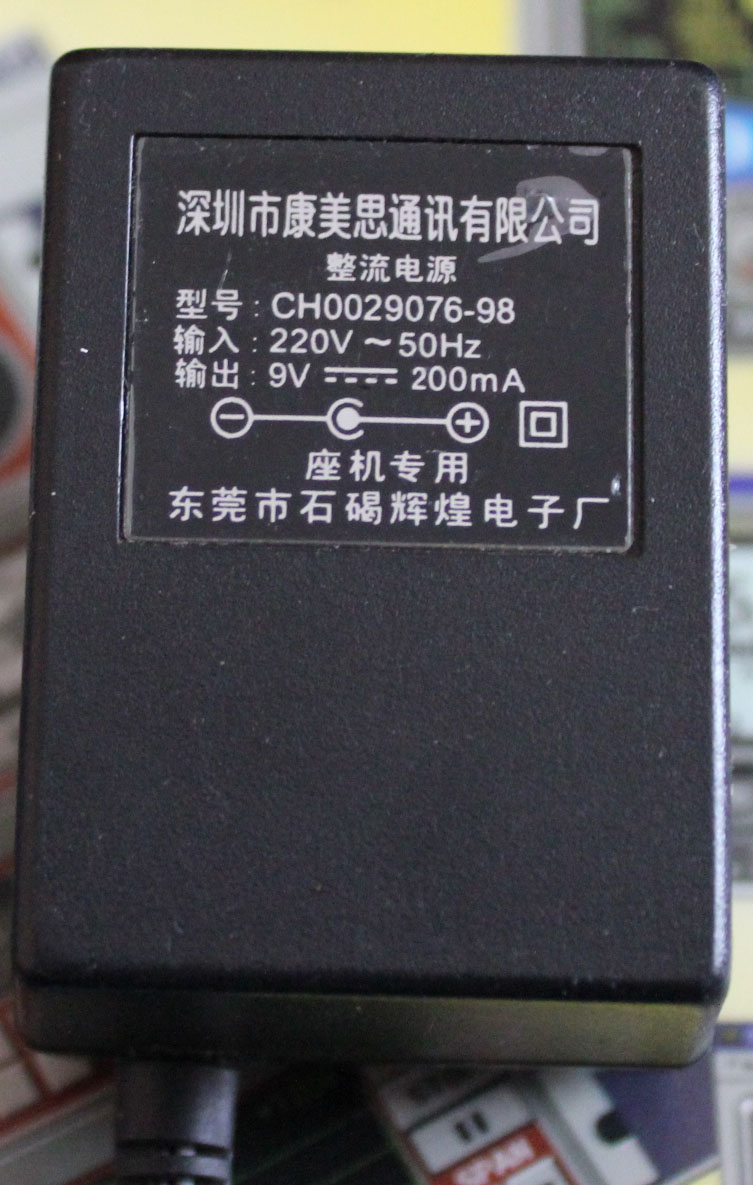 深圳市康美思通讯有限公司
整流电源
型号：CH0029076-98
输入：220V ～50Hz
输出：9V ⎓ 200mA
座机专用
东莞市石碣辉煌电子厂
SPAN